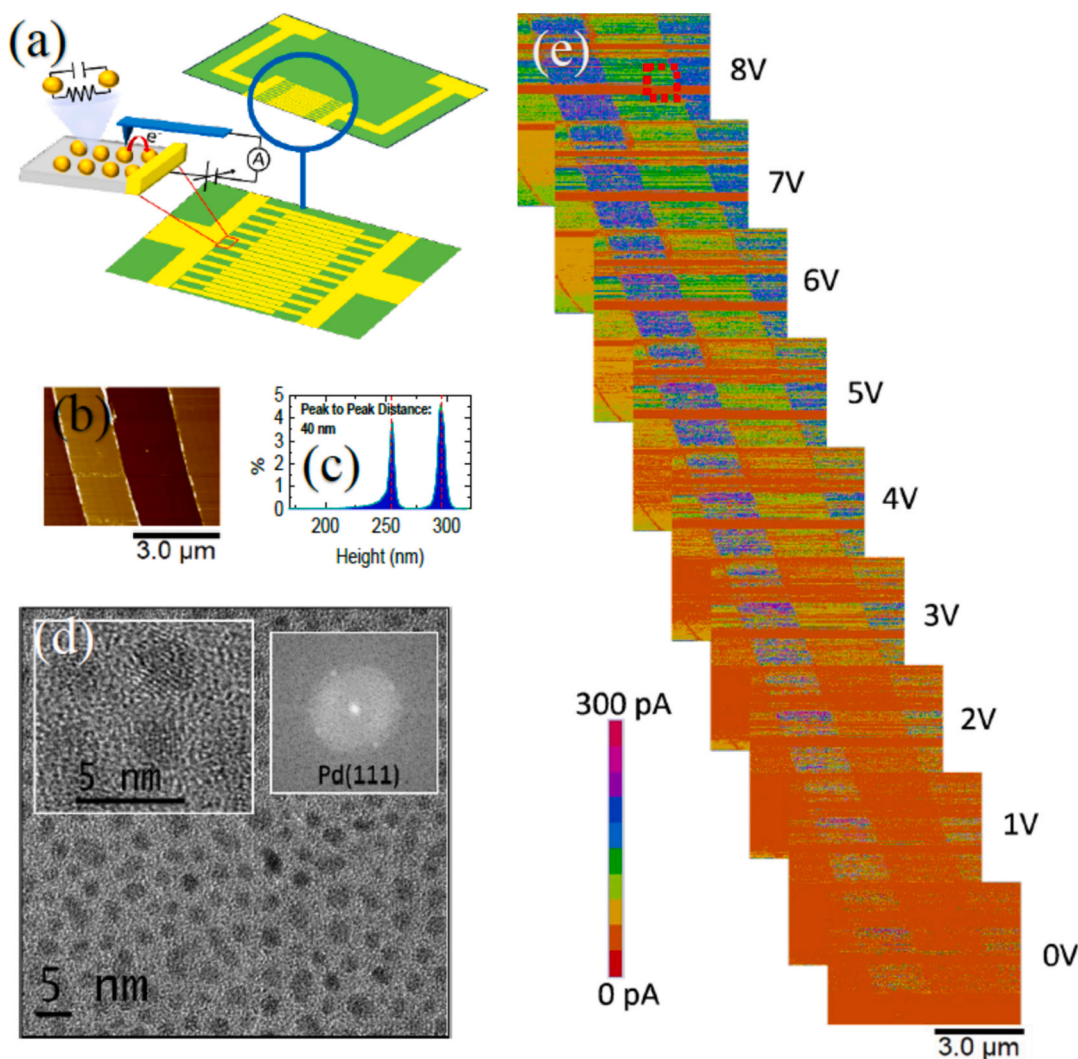 (a)
e-
A
(b)
3.0 µm
5
4
3
2
1
0
%
Peak to Peak Distance:
40 nm
(c)
200
250
300
Height (nm)
(d)
5 nm
Pd(111)
5 nm
(e)
8V
7V
6V
5V
4V
3V
2V
1V
0V
300 pA
0 pA
3.0 µm